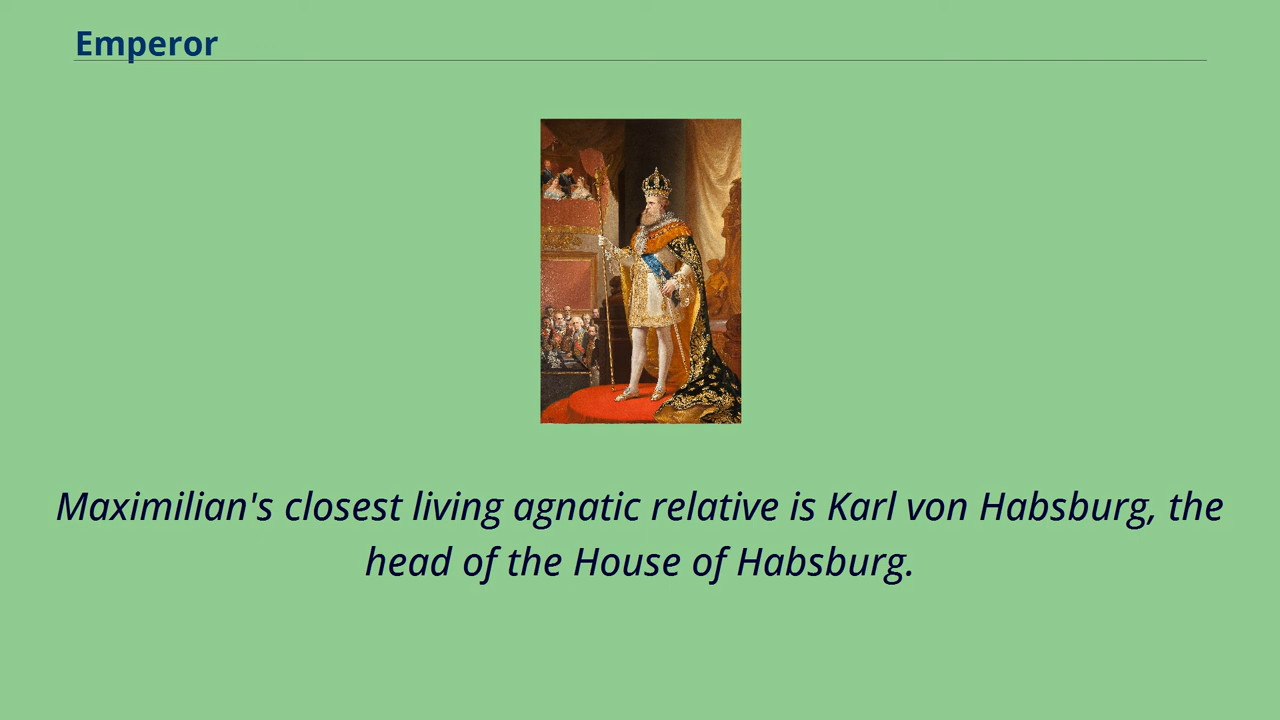 Emperor
Maximilian's closest living agnatic relative is Karl von Habsburg, the
head of the House of Habsburg.